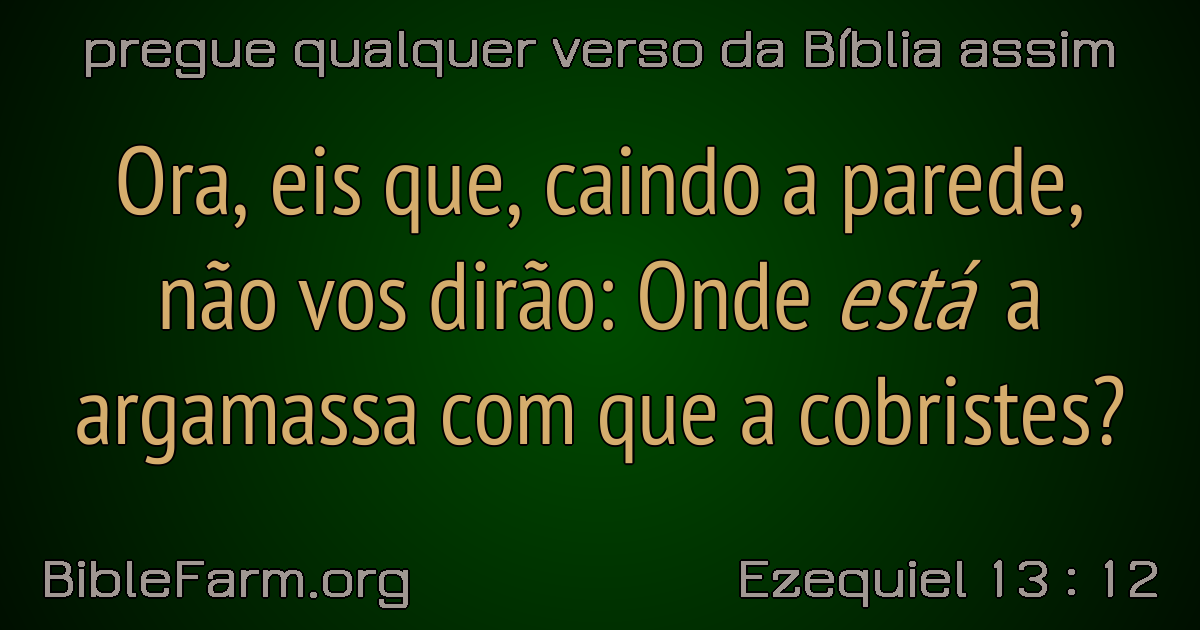 pregue qualquer verso da Bíblia assim
Ora, eis que, caindo a parede,
não vos dirão: Onde está a
argamassa com que a cobristes?
BibleFarm.org
Ezequiel 13 : 12